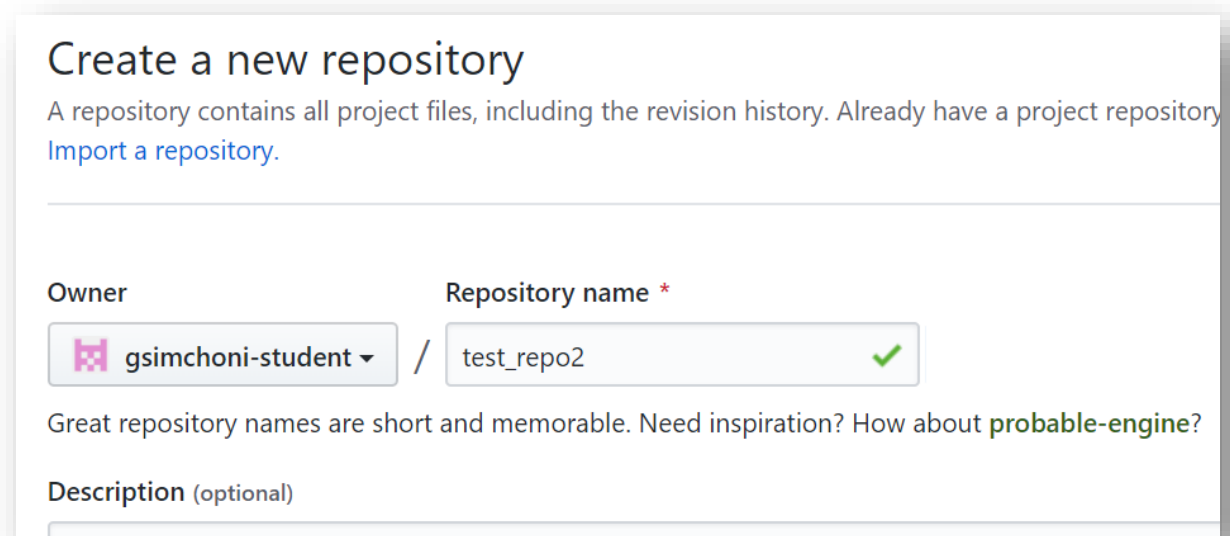 Create a new repository
A repository contains all project files, including the revision history. Already have a project repository
Import a repository.
Owner
Repository name *
gsimchoni-student
/
test_repo2
Great repository names are short and memorable. Need inspiration? How about probable-engine?
Description (optional)